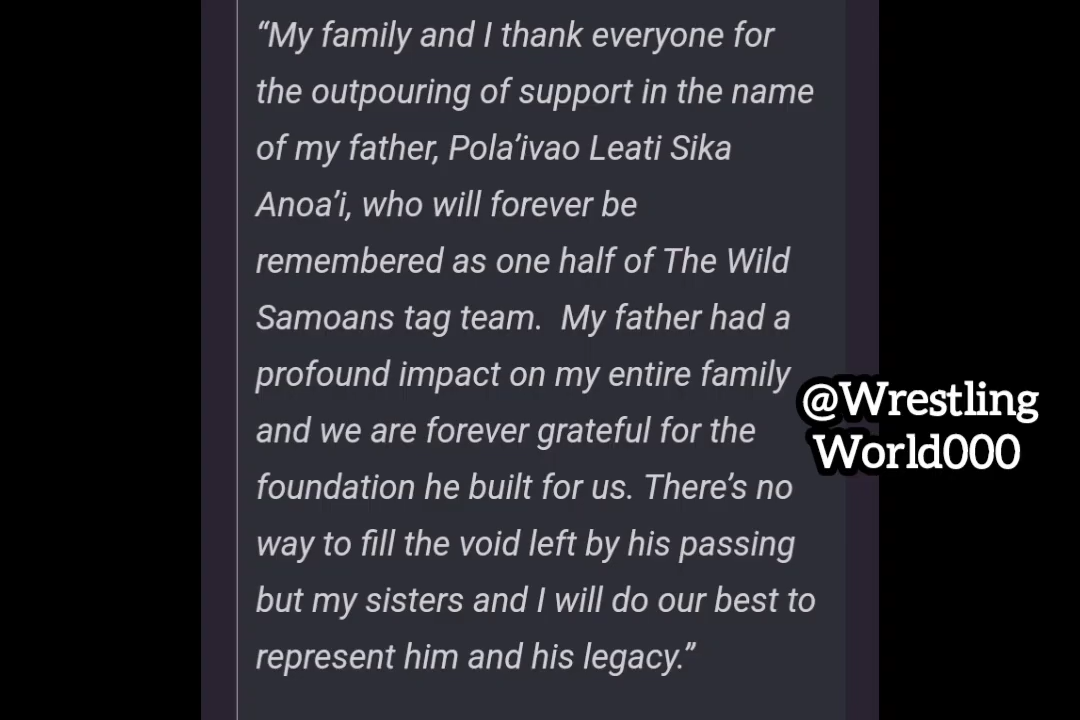 “My family and I thank everyone for
the outpouring of support in the name
of my father, Pola’ivao Leati Sika
Anoa’i, who will forever be
remembered as one half of The Wild
Samoans tag team.  My father had a
profound impact on my entire family
and we are forever grateful for the
foundation he built for us. There’s no
way to fill the void left by his passing
but my sisters and I will do our best to
represent him and his legacy.”
@Wrestling
World000